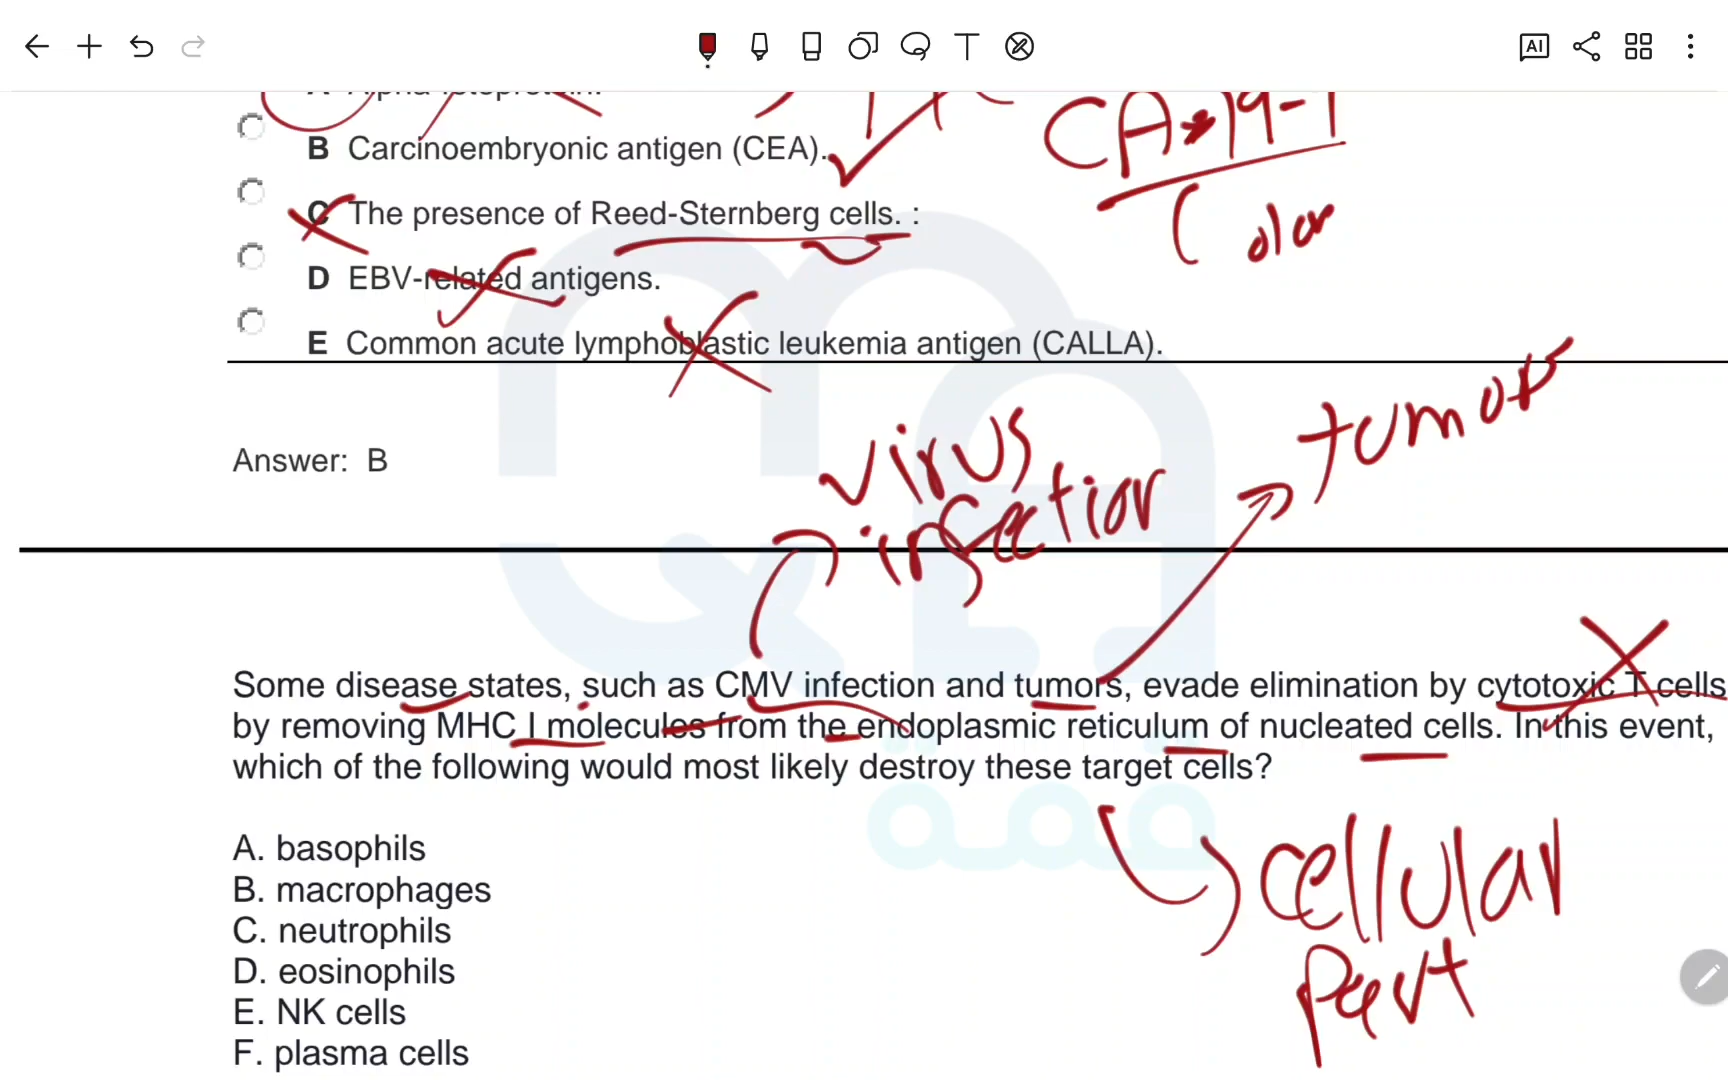 AI
CA 19-9
B Carcinoembryonic antigen (CEA).
C The presence of Reed-Sternberg cells. :
Colon
D EBV-related antigens.
E Common acute lymphoblastic leukemia antigen (CALLA).
tumor
virus
Answer: B
infection
Some disease states, such as CMV infection and tumors, evade elimination by cytotoxic T cells
by removing MHC I molecules from the endoplasmic reticulum of nucleated cells. In this event,
which of the following would most likely destroy these target cells?
قمة
A. basophils
B. macrophages
C. neutrophils
D. eosinophils
E. NK cells
F. plasma cells
cellular
part